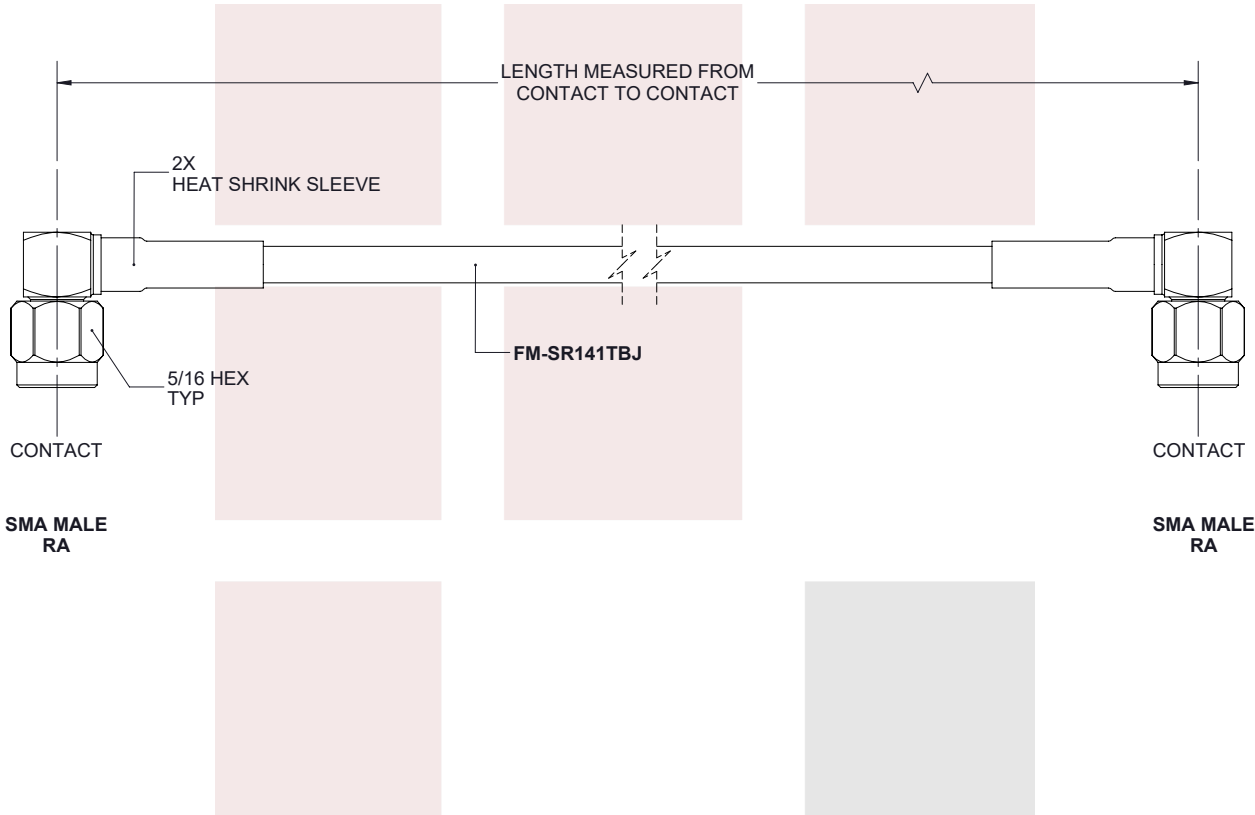 LENGTH MEASURED FROM
CONTACT TO CONTACT
2X
HEAT SHRINK SLEEVE
FM-SR141TBJ
5/16 HEX
TYP
CONTACT
CONTACT
SMA MALE
RA
SMA MALE
RA